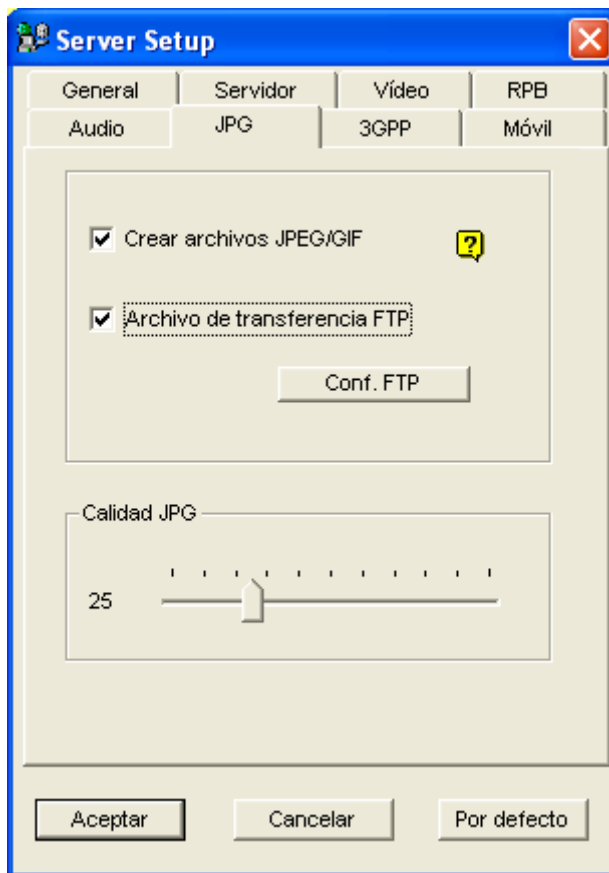 Server Setup
General Servidor Vídeo RPB
Audio JPG 3GPP Móvil
Crear archivos JPEG/GIF ?
Archivo de transferencia FTP
Conf. FTP
Calidad JPG
25
Aceptar Cancelar Por defecto